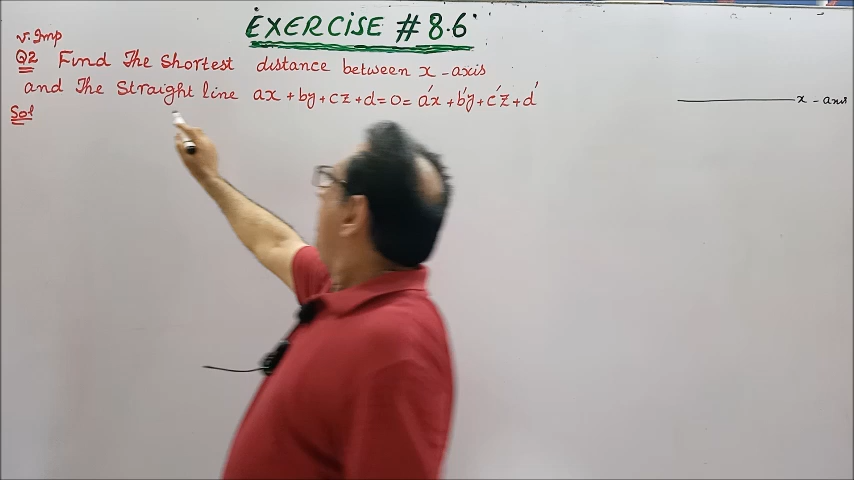 EXERCISE # 8.6
V. Imp
Q2 Find The Shortest distance between x-axis
and The Straight line ax+by+cz+d=0=a'x+b'y+c'z+d'
Sol
x-axis